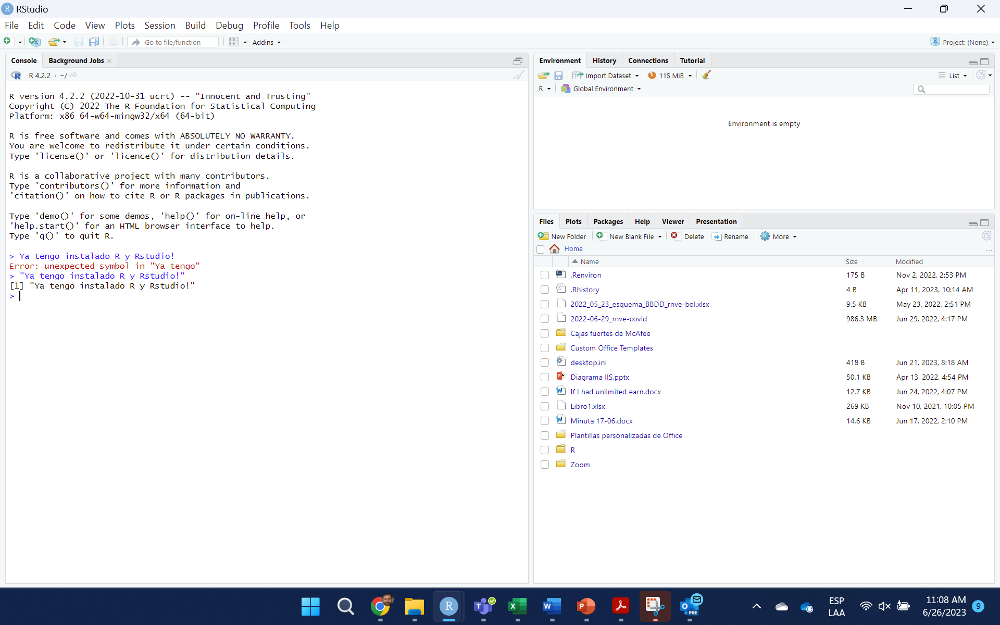 RStudio
File Edit Code View Plots Session Build Debug Profile Tools Help
Go to file/function Addins Project: (None)
Console Background Jobs
R 4.2.2 · ~/
R version 4.2.2 (2022-10-31 ucrt) -- "Innocent and Trusting"
Copyright (C) 2022 The R Foundation for Statistical Computing
Platform: x86_64-w64-mingw32/x64 (64-bit)
R is free software and comes with ABSOLUTELY NO WARRANTY.
You are welcome to redistribute it under certain conditions.
Type 'license()' or 'licence()' for distribution details.
R is a collaborative project with many contributors.
Type 'contributors()' for more information and
'citation()' on how to cite R or R packages in publications.
Type 'demo()' for some demos, 'help()' for on-line help, or
'help.start()' for an HTML browser interface to help.
Type 'q()' to quit R.
> Ya tengo instalado R y Rstudio!
Error: unexpected symbol in "Ya tengo"
> "Ya tengo instalado R y Rstudio!"
[1] "Ya tengo instalado R y Rstudio!"
>
Environment History Connections Tutorial
Import Dataset 115 MiB List
R Global Environment
Environment is empty
Files Plots Packages Help Viewer Presentation
New Folder New Blank File Delete Rename More
Home ...
Name Size Modified
.Renviron 175 B Nov 2, 2022, 2:53 PM
.Rhistory 4 B Apr 11, 2023, 10:14 AM
2022_05_23_esquema_BBDD_rnve-bol.xlsx 9.5 KB May 23, 2022, 2:51 PM
2022-06-29_rnve-covid 986.3 MB Jun 29, 2022, 4:17 PM
Cajas fuertes de McAfee
Custom Office Templates
desktop.ini 418 B Jun 21, 2023, 8:18 AM
Diagrama IIS.pptx 50.1 KB Apr 13, 2022, 4:54 PM
If I had unlimited earn.docx 12.7 KB Jun 24, 2022, 4:07 PM
Libro1.xlsx 269 KB Nov 10, 2021, 10:05 PM
Minuta 17-06.docx 14.6 KB Jun 17, 2022, 2:10 PM
Plantillas personalizadas de Office
R
Zoom
ESP 11:08 AM
LAA 6/26/2023 9
PRE